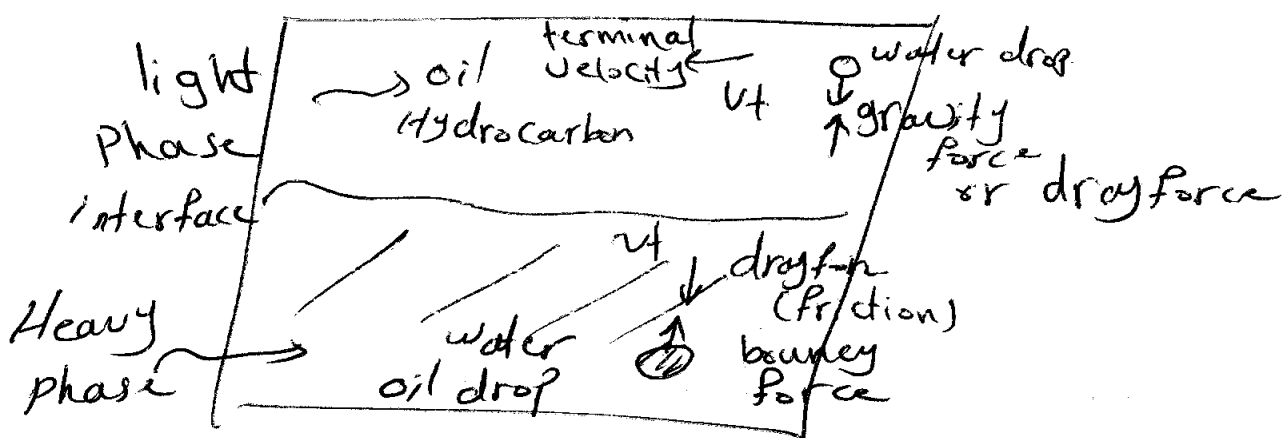 light
phase
interface
Heavy
phase
oil
Hydrocarbon
terminal
velocity
Vt
water drop
gravity
force
or drag force
Vt
drag
(friction)
bouney
force
water
oil drop